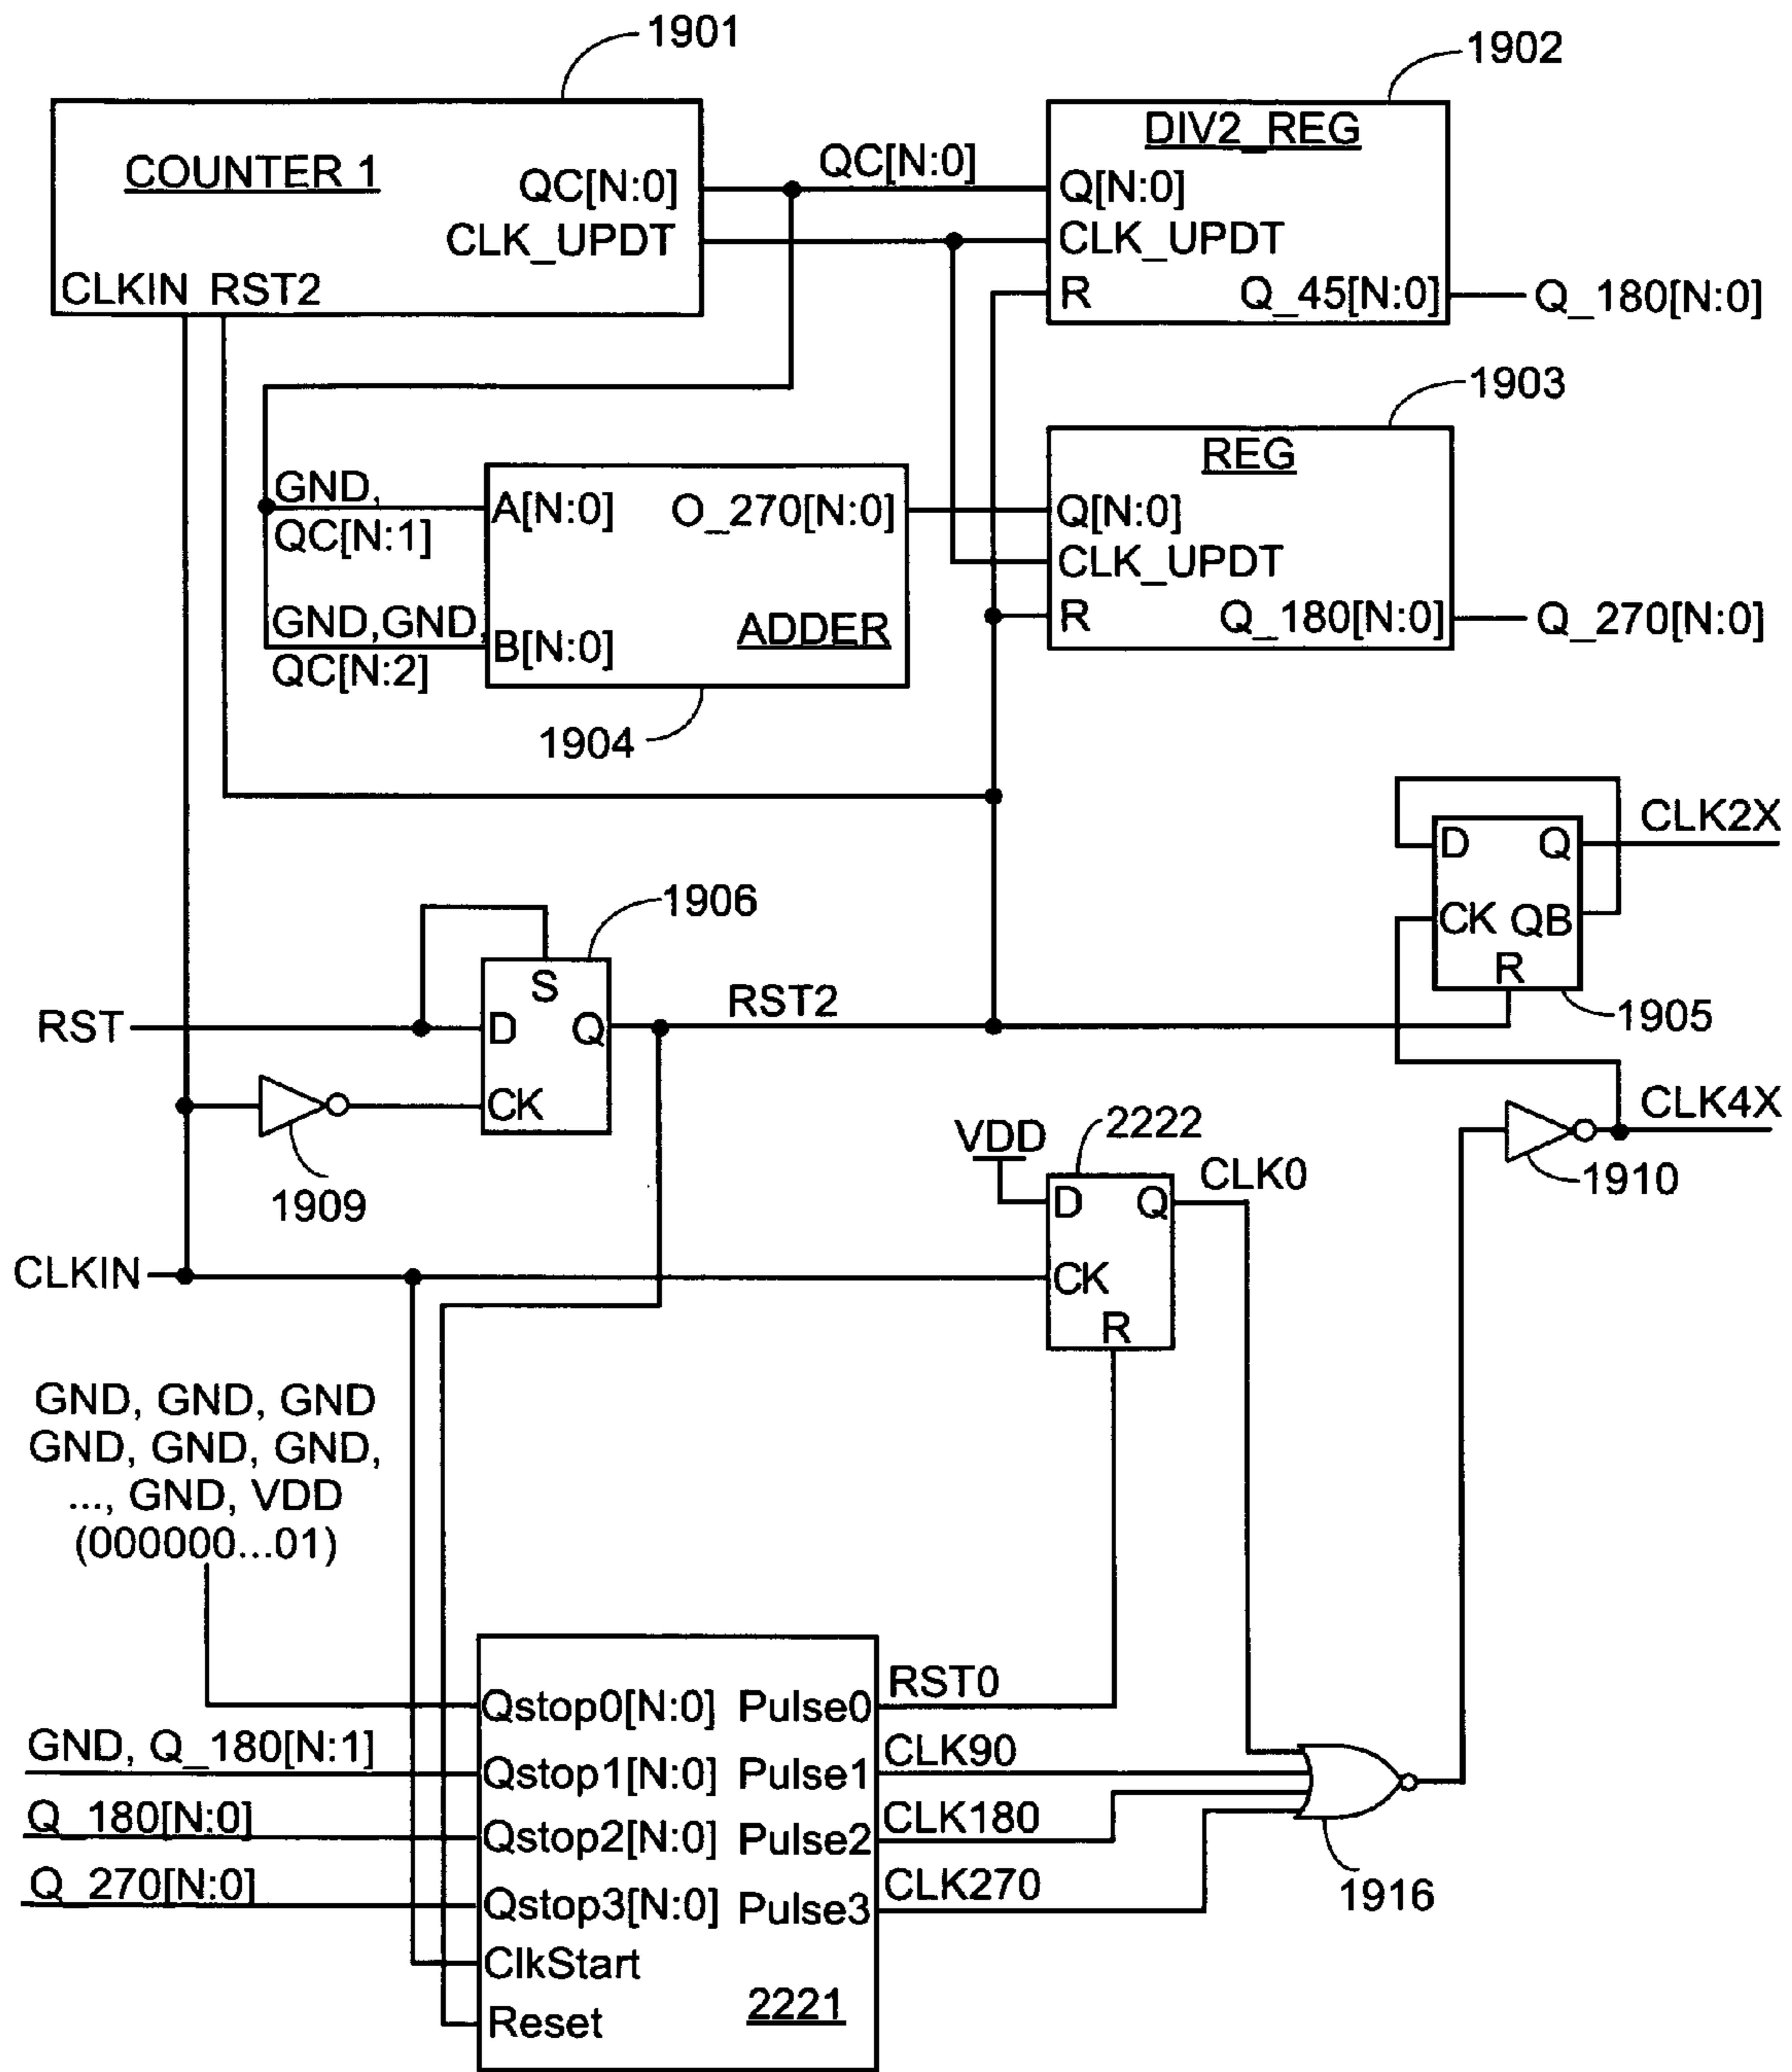 1901
COUNTER 1
QC[N:0]
CLK_UPDT
CLKIN RST2
QC[N:0]
1902
DIV2_REG
Q[N:0]
CLK_UPDT
R
Q_45[N:0]
Q_180[N:0]
1903
REG
Q[N:0]
CLK_UPDT
R
Q_180[N:0]
Q_270[N:0]
GND,
QC[N:1]
GND,GND,
QC[N:2]
A[N:0]
O_270[N:0]
B[N:0]
ADDER
1904
CLK2X
D
Q
CK
QB
R
1905
1906
S
D
Q
CK
RST
RST2
1909
CLK4X
1910
VDD
2222
D
Q
CK
R
CLK0
CLKIN
GND, GND, GND
GND, GND, GND,
..., GND, VDD
(000000...01)
GND, Q_180[N:1]
Q_180[N:0]
Q_270[N:0]
Qstop0[N:0] Pulse0
Qstop1[N:0] Pulse1
Qstop2[N:0] Pulse2
Qstop3[N:0] Pulse3
ClkStart
Reset
2221
RST0
CLK90
CLK180
CLK270
1916